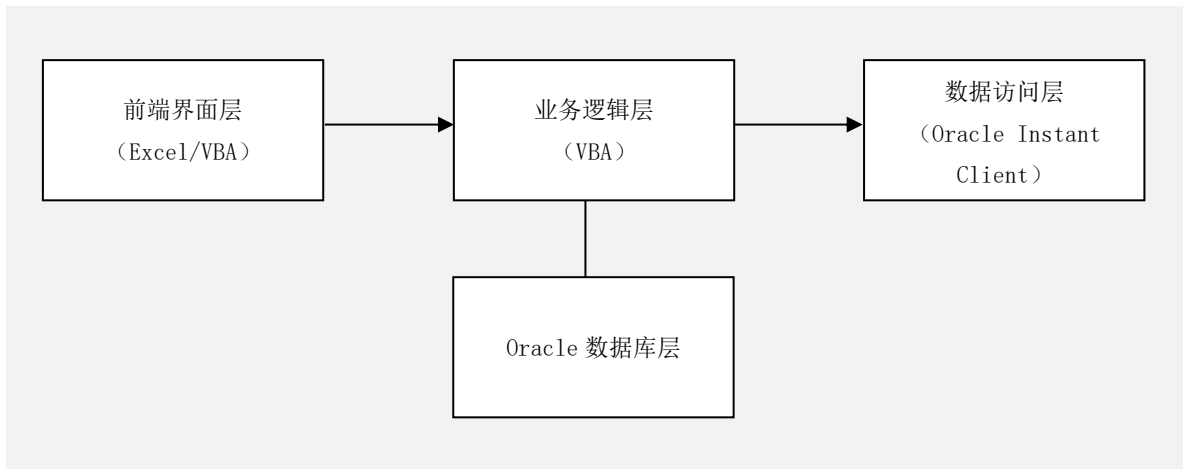 前端界面层
（Excel/VBA）
业务逻辑层
（VBA）
数据访问层
（Oracle Instant
Client）
Oracle 数据库层